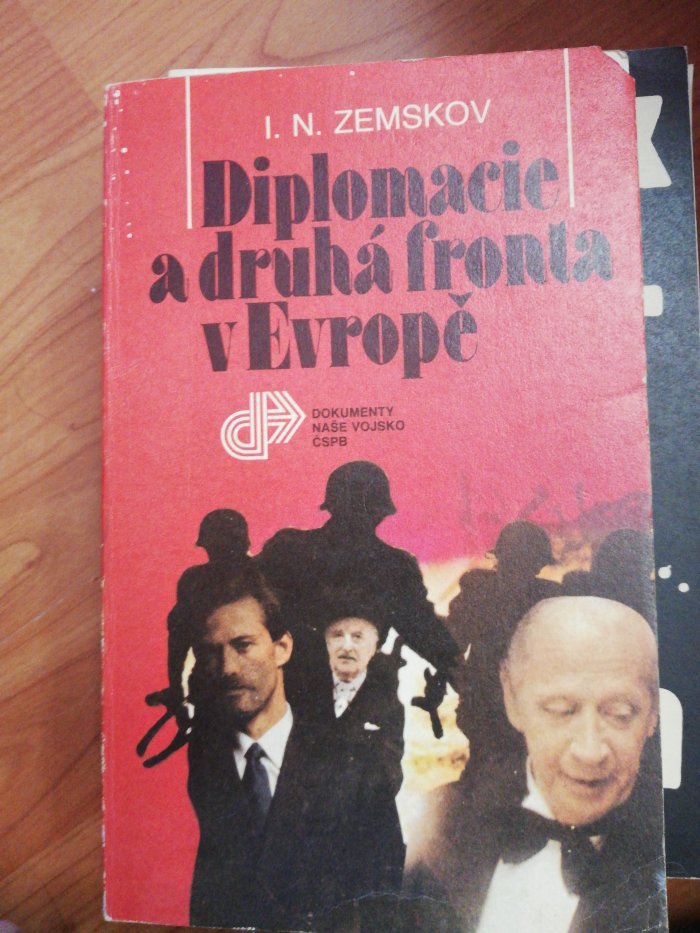 I. N. ZEMSKOV
Diplomacie
a druhá fronta
v Evropě
DOKUMENTY
NAŠE VOJSKO
ČSPB